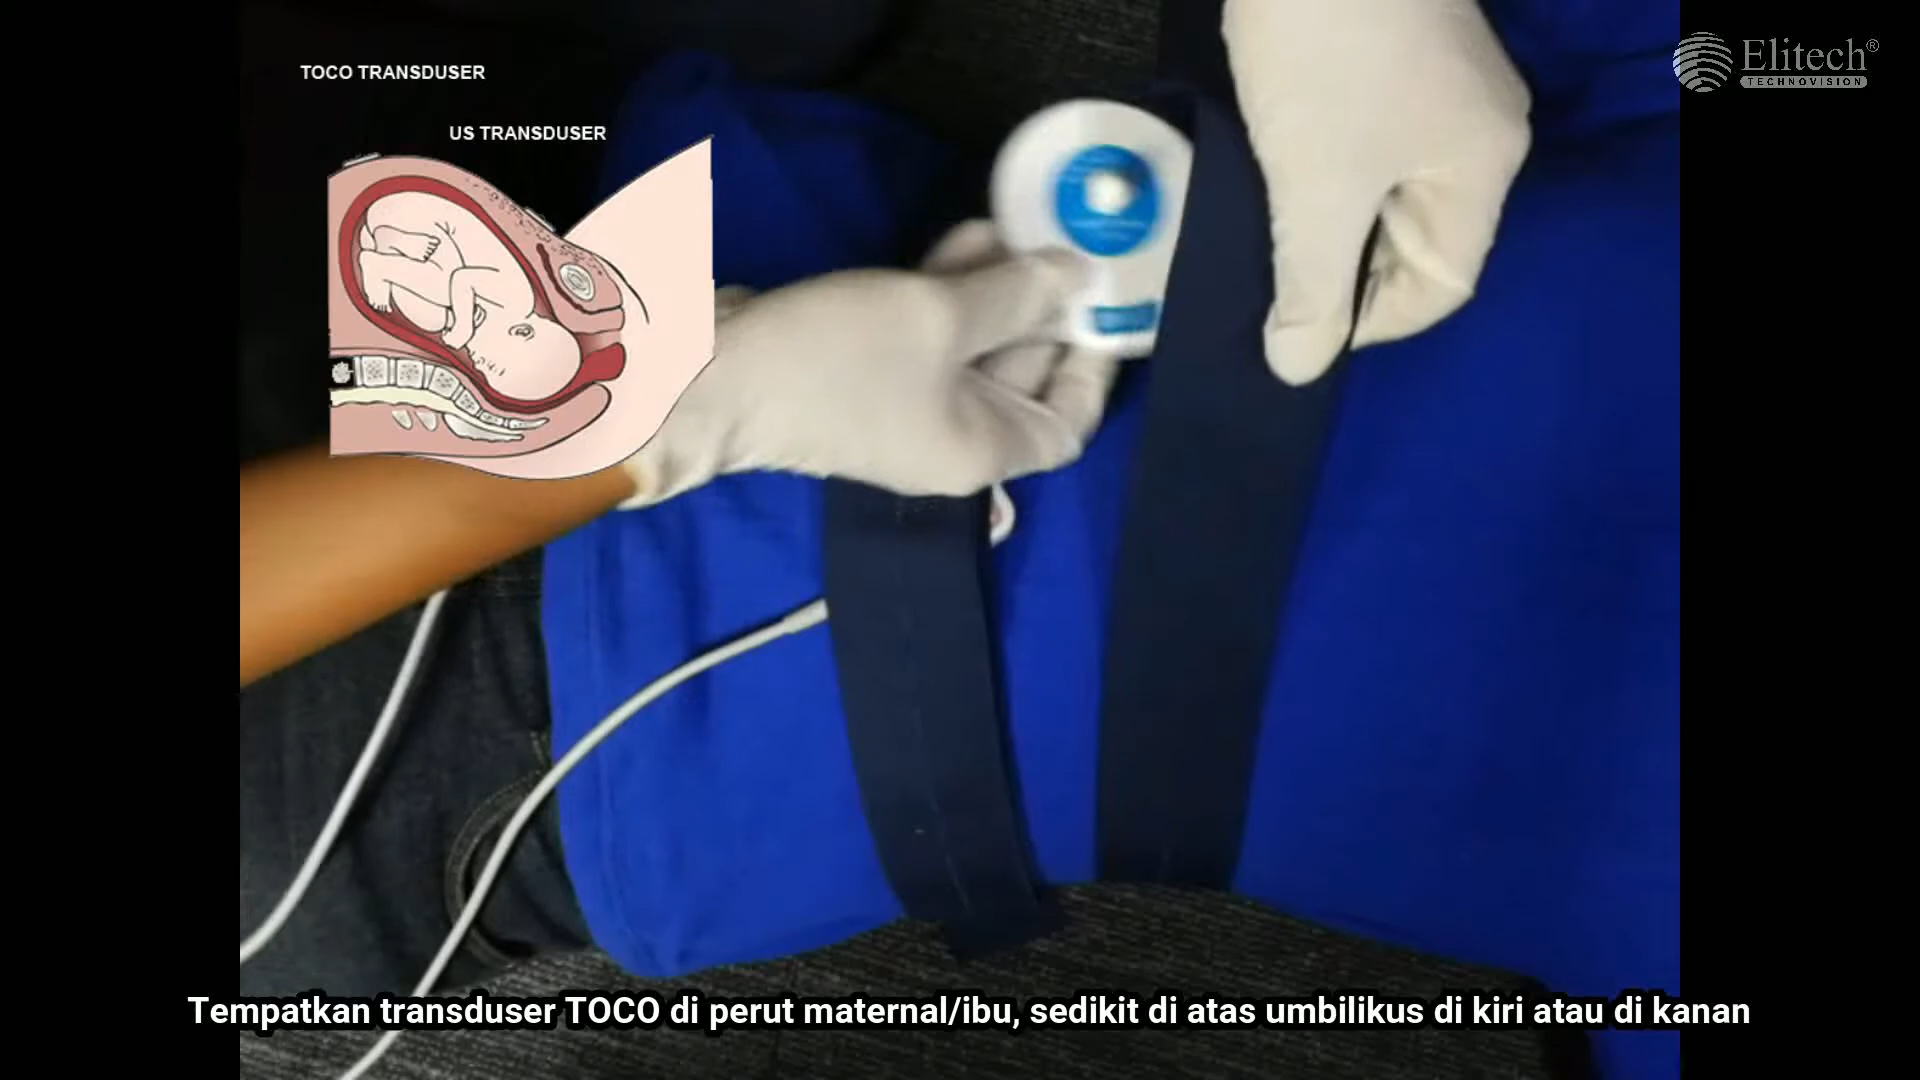 TOCO TRANSDUSER
US TRANSDUSER
Elitech®
TECHNOVISION
Tempatkan transduser TOCO di perut maternal/ibu, sedikit di atas umbilikus di kiri atau di kanan